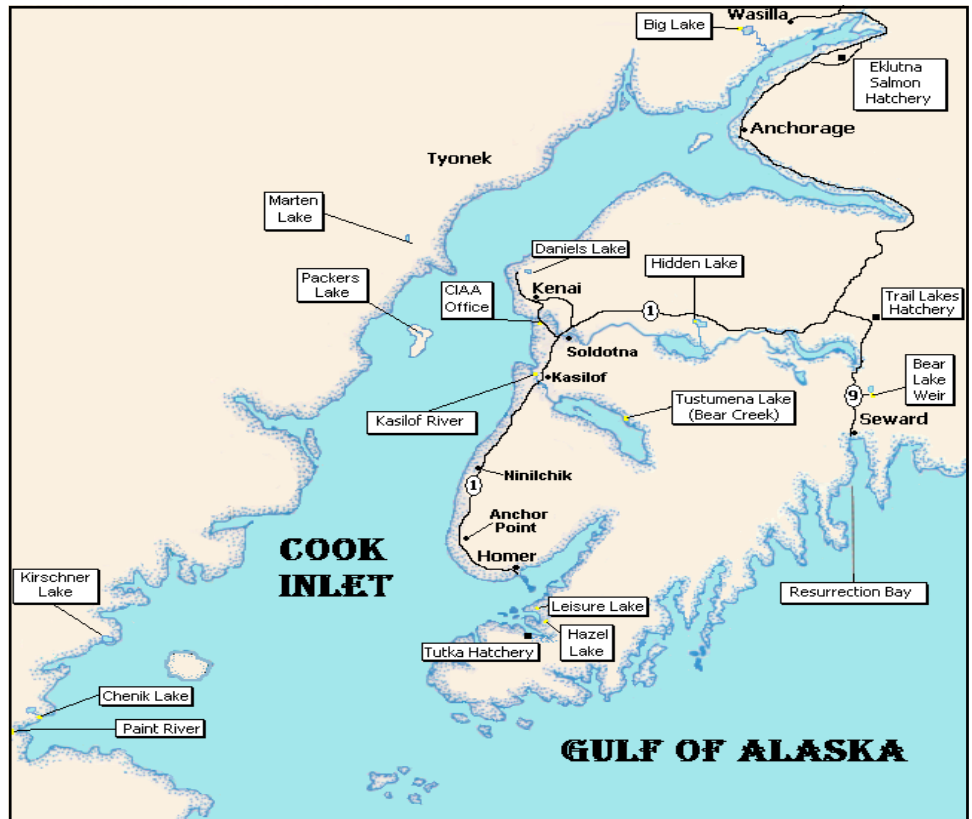 Wasilla
Big Lake
Eklutna
Salmon
Hatchery
Anchorage
Tyonek
Marten
Lake
Daniels Lake
Hidden Lake
Packers
Lake
CIAA
Office
Kenai
Trail Lakes
Hatchery
1
Soldotna
Kasilof
Bear
Lake
Weir
9
Kasilof River
Tustumena Lake
(Bear Creek)
Seward
Ninilchik
1
Anchor
Point
COOK
INLET
Homer
Kirschner
Lake
Resurrection Bay
Leisure Lake
Hazel
Lake
Tutka Hatchery
Chenik Lake
Paint River
GULF OF ALASKA